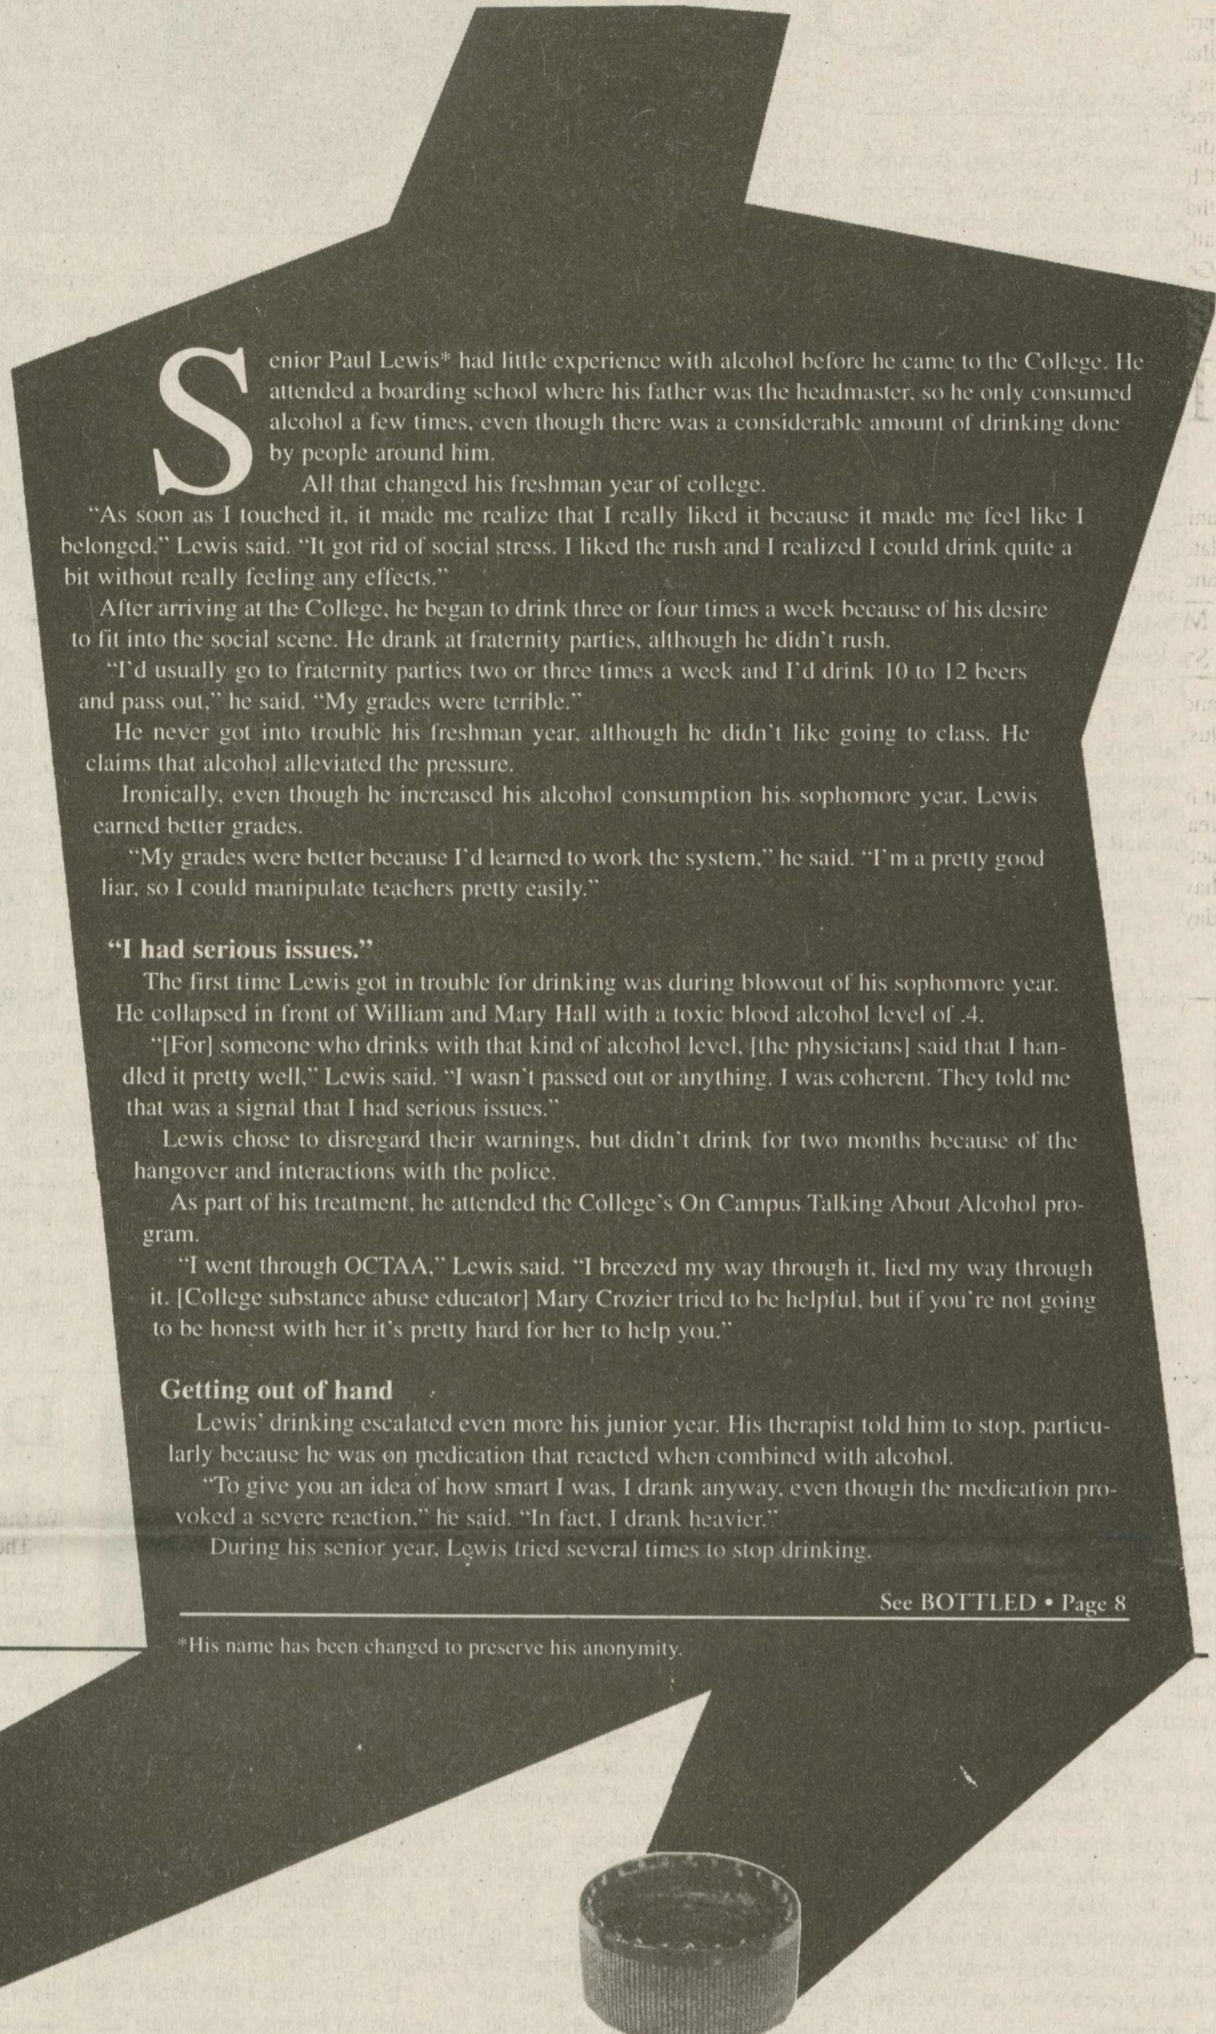 Senior Paul Lewis* had little experience with alcohol before he came to the College. He
attended a boarding school where his father was the headmaster, so he only consumed
alcohol a few times, even though there was a considerable amount of drinking done
by people around him.
All that changed his freshman year of college.
“As soon as I touched it, it made me realize that I really liked it because it made me feel like I
belonged,” Lewis said. “It got rid of social stress. I liked the rush and I realized I could drink quite a
bit without really feeling any effects.”
After arriving at the College, he began to drink three or four times a week because of his desire
to fit into the social scene. He drank at fraternity parties, although he didn’t rush.
“I’d usually go to fraternity parties two or three times a week and I’d drink 10 to 12 beers
and pass out,” he said. “My grades were terrible.”
He never got into trouble his freshman year, although he didn’t like going to class. He
claims that alcohol alleviated the pressure.
Ironically, even though he increased his alcohol consumption his sophomore year, Lewis
earned better grades.
“My grades were better because I’d learned to work the system,” he said. “I’m a pretty good
liar, so I could manipulate teachers pretty easily.”
“I had serious issues.”
The first time Lewis got in trouble for drinking was during blowout of his sophomore year.
He collapsed in front of William and Mary Hall with a toxic blood alcohol level of .4.
“[For] someone who drinks with that kind of alcohol level, [the physicians] said that I han-
dled it pretty well,” Lewis said. “I wasn’t passed out or anything. I was coherent. They told me
that was a signal that I had serious issues.”
Lewis chose to disregard their warnings, but didn’t drink for two months because of the
hangover and interactions with the police.
As part of his treatment, he attended the College’s On Campus Talking About Alcohol pro-
gram.
“I went through OCTAA,” Lewis said. “I breezed my way through it, lied my way through
it. [College substance abuse educator] Mary Crozier tried to be helpful, but if you’re not going
to be honest with her it’s pretty hard for her to help you.”
Getting out of hand
Lewis’ drinking escalated even more his junior year. His therapist told him to stop, particu-
larly because he was on medication that reacted when combined with alcohol.
“To give you an idea of how smart I was, I drank anyway, even though the medication pro-
voked a severe reaction,” he said. “In fact, I drank heavier.”
During his senior year, Lewis tried several times to stop drinking.
See BOTTLED • Page 8
*His name has been changed to preserve his anonymity.